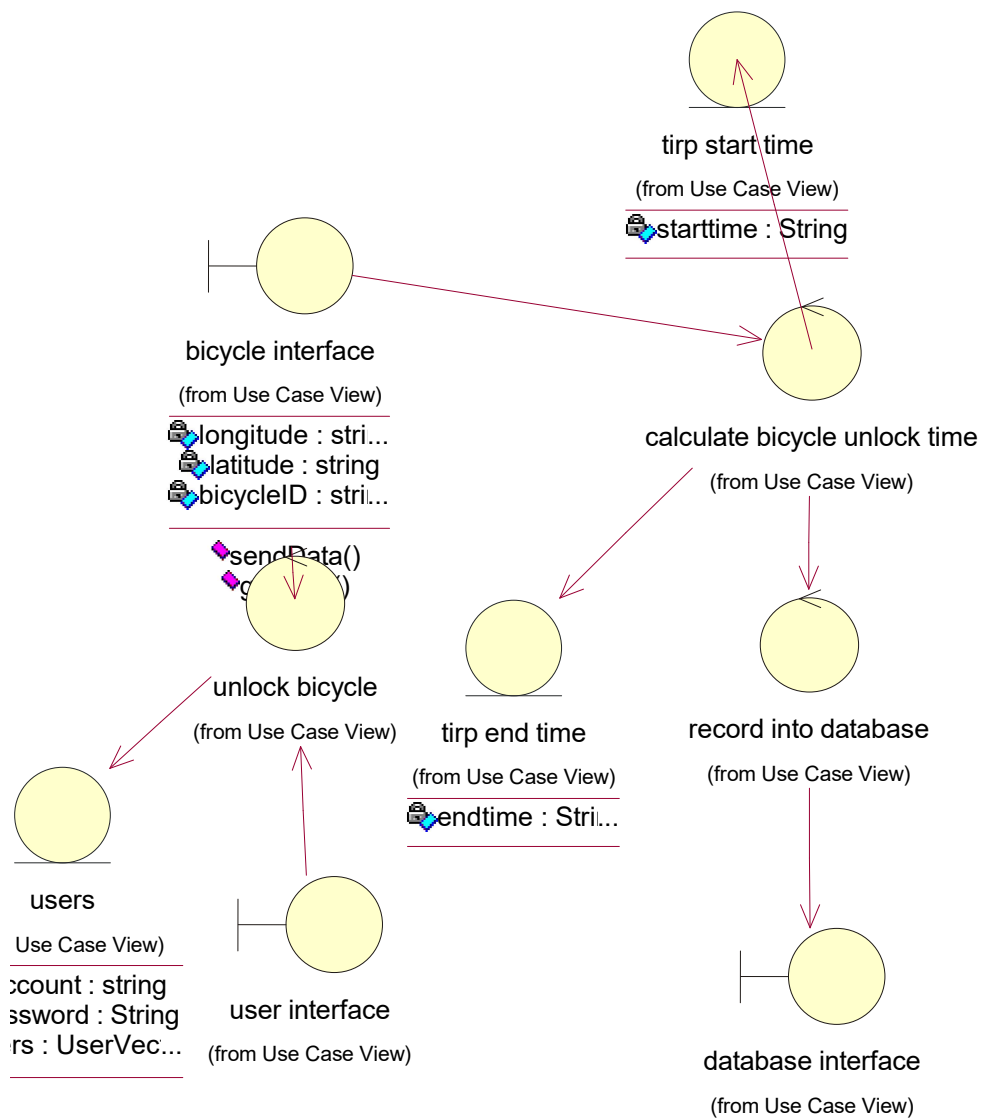 tirp start time
(from Use Case View)
starttime : String
bicycle interface
(from Use Case View)
longitude : stri...
latitude : string
bicycleID : stri...
sendData()
calculate bicycle unlock time
(from Use Case View)
unlock bicycle
(from Use Case View)
tirp end time
(from Use Case View)
endtime : Stri...
record into database
(from Use Case View)
users
Use Case View)
ccount : string
ssword : String
rs : UserVec...
user interface
(from Use Case View)
database interface
(from Use Case View)